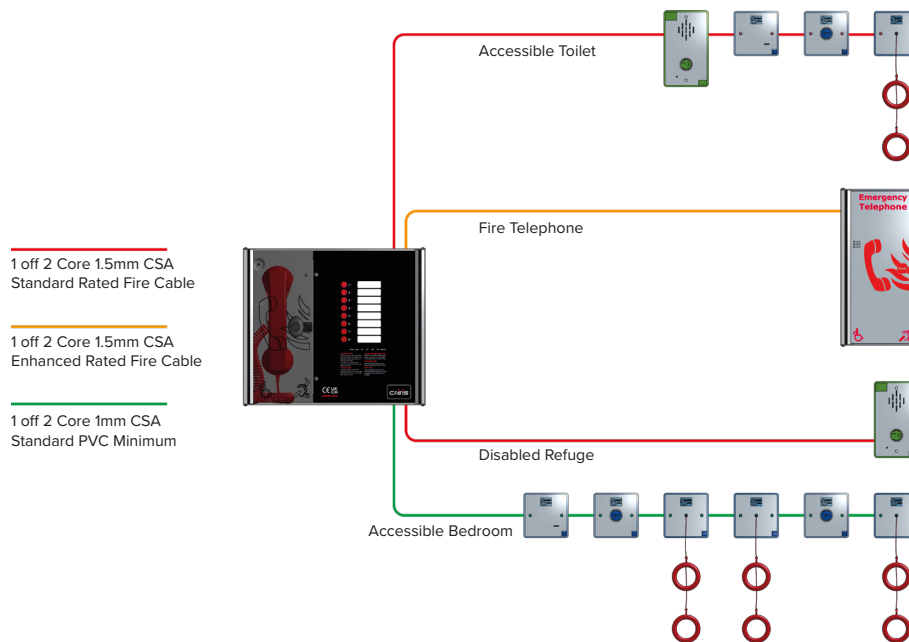 Accessible Toilet
Emergency
Telephone
Fire Telephone
1 off 2 Core 1.5mm CSA
Standard Rated Fire Cable
1 off 2 Core 1.5mm CSA
Enhanced Rated Fire Cable
1 off 2 Core 1mm CSA
Standard PVC Minimum
Disabled Refuge
Accessible Bedroom